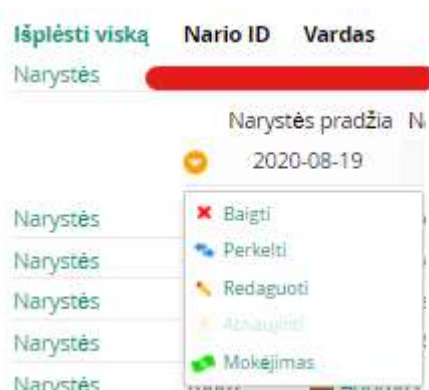 Išplėsti viską Nario ID Vardas
Narystės
Narystės pradžia
2020-08-19
Narystės
Baigti
Narystės
Perkelti
Narystės
Redaguoti
Narystės
Atnaujinti
Mokėjimas
Narystės